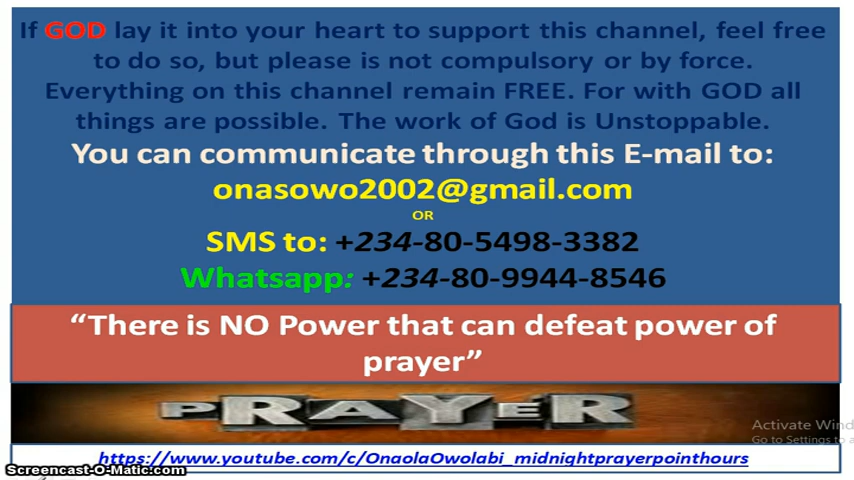 If GOD lay it into your heart to support this channel, feel free
to do so, but please is not compulsory or by force.
Everything on this channel remain FREE. For with GOD all
things are possible. The work of God is Unstoppable.
You can communicate through this E-mail to:
onasowo2002@gmail.com
OR
SMS to: +234-80-5498-3382
Whatsapp: +234-80-9944-8546
“There is NO Power that can defeat power of
prayer”
PRAYER
Activate Wind
Go to Settings to a
https://www.youtube.com/c/OnaolaOwolabi_midnightprayerpointhours
Screencast-O-Matic.com